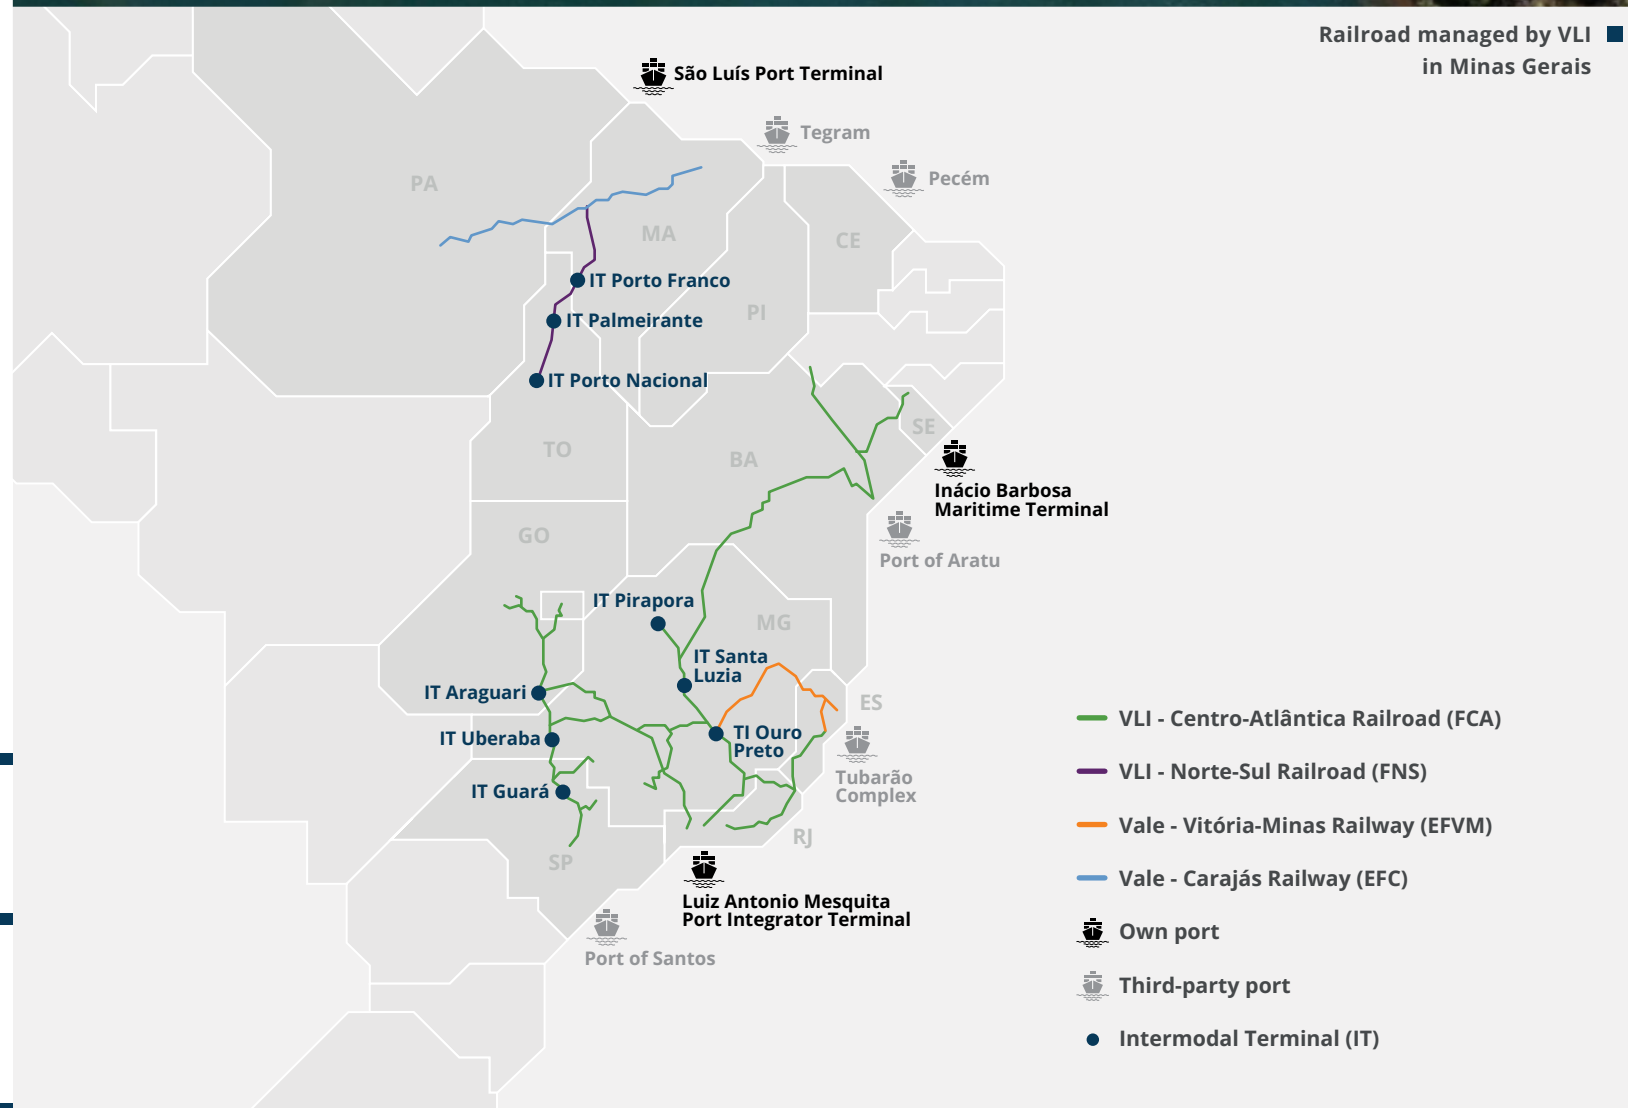 Railroad managed by VLI
in Minas Gerais
São Luís Port Terminal
Tegram
Pecém
PA
MA
CE
IT Porto Franco
PI
IT Palmeirante
IT Porto Nacional
SE
TO
BA
Inácio Barbosa
Maritime Terminal
GO
Port of Aratu
IT Pirapora
MG
IT Santa
Luzia
IT Araguari
ES
IT Uberaba
TI Ouro
Preto
Tubarão
Complex
IT Guará
RJ
SP
Luiz Antonio Mesquita
Port Integrator Terminal
Port of Santos
VLI - Centro-Atlântica Railroad (FCA)
VLI - Norte-Sul Railroad (FNS)
Vale - Vitória-Minas Railway (EFVM)
Vale - Carajás Railway (EFC)
Own port
Third-party port
Intermodal Terminal (IT)